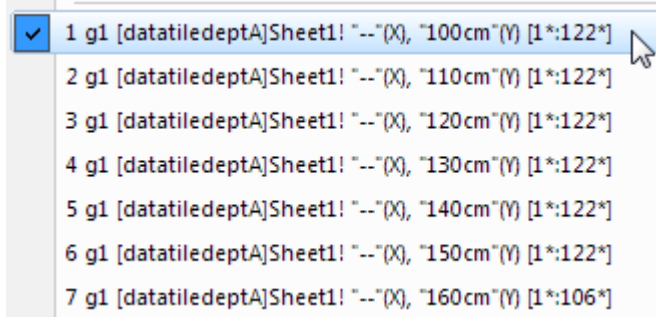 1 g1 [datatiledeptA]Sheet1! "--"(X), "100cm"(Y) [1*:122*]
2 g1 [datatiledeptA]Sheet1! "--"(X), "110cm"(Y) [1*:122*]
3 g1 [datatiledeptA]Sheet1! "--"(X), "120cm"(Y) [1*:122*]
4 g1 [datatiledeptA]Sheet1! "--"(X), "130cm"(Y) [1*:122*]
5 g1 [datatiledeptA]Sheet1! "--"(X), "140cm"(Y) [1*:122*]
6 g1 [datatiledeptA]Sheet1! "--"(X), "150cm"(Y) [1*:122*]
7 g1 [datatiledeptA]Sheet1! "--"(X), "160cm"(Y) [1*:106*]